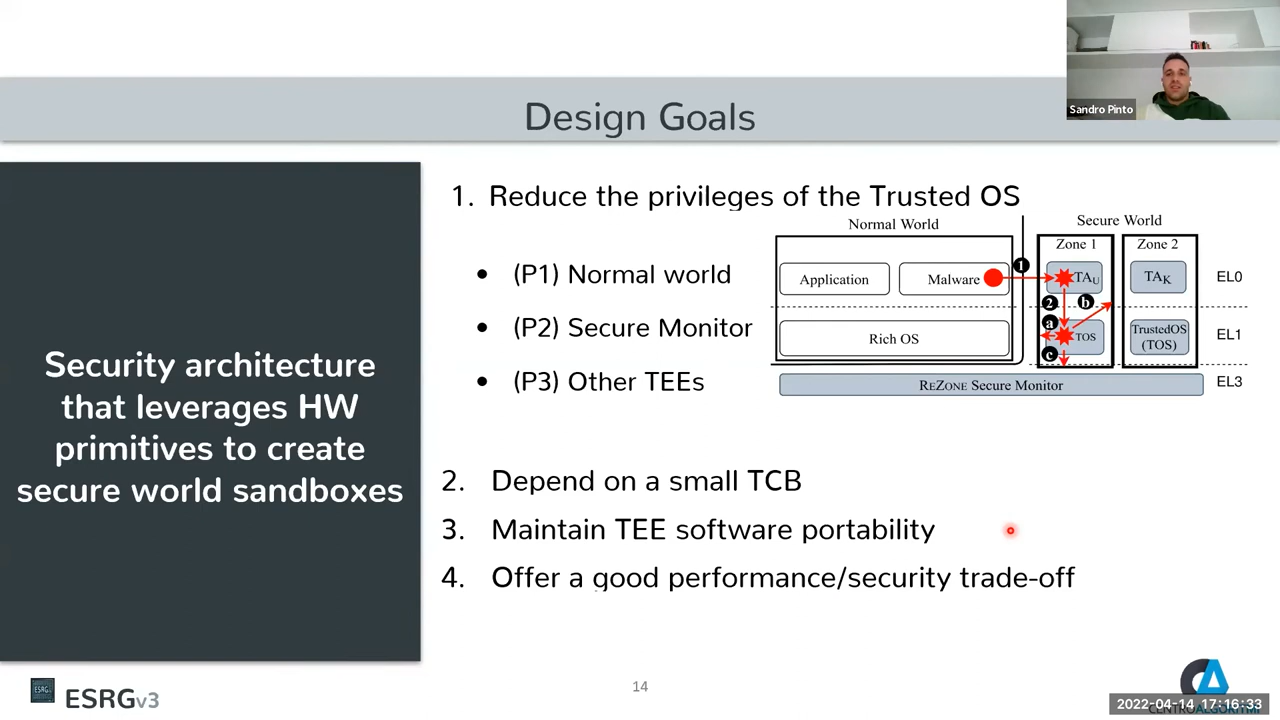 Sandro Pinto
Design Goals
Security architecture
that leverages HW
primitives to create
secure world sandboxes
1. Reduce the privileges of the Trusted OS
• (P1) Normal world
• (P2) Secure Monitor
• (P3) Other TEEs
Normal World
Secure World
Zone 1
Zone 2
Application
Malware
1
TAU
TAK
EL0
2
b
a
Rich OS
TOS
TrustedOS
(TOS)
EL1
c
REZONE Secure Monitor
EL3
2. Depend on a small TCB
3. Maintain TEE software portability
4. Offer a good performance/security trade-off
ESRG
ESRGv3
14
2022-04-14 17:16:33
CENTROALGORITMI